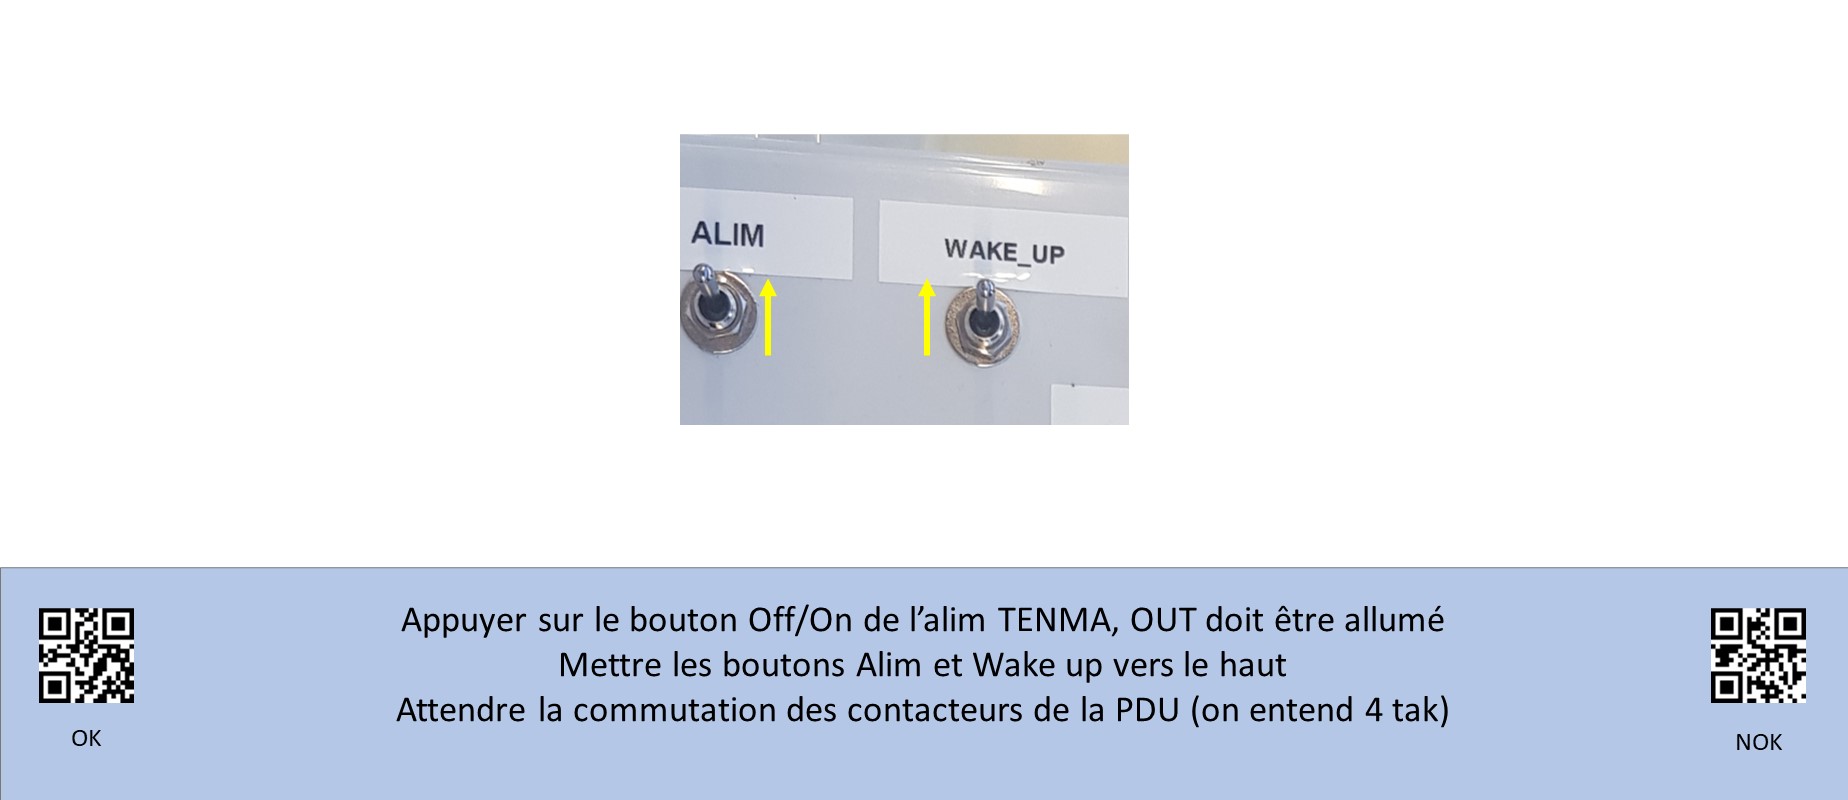 ALIM
WAKE_UP
Appuyer sur le bouton Off/On de l’alim TENMA, OUT doit être allumé
Mettre les boutons Alim et Wake up vers le haut
Attendre la commutation des contacteurs de la PDU (on entend 4 tak)
OK
NOK